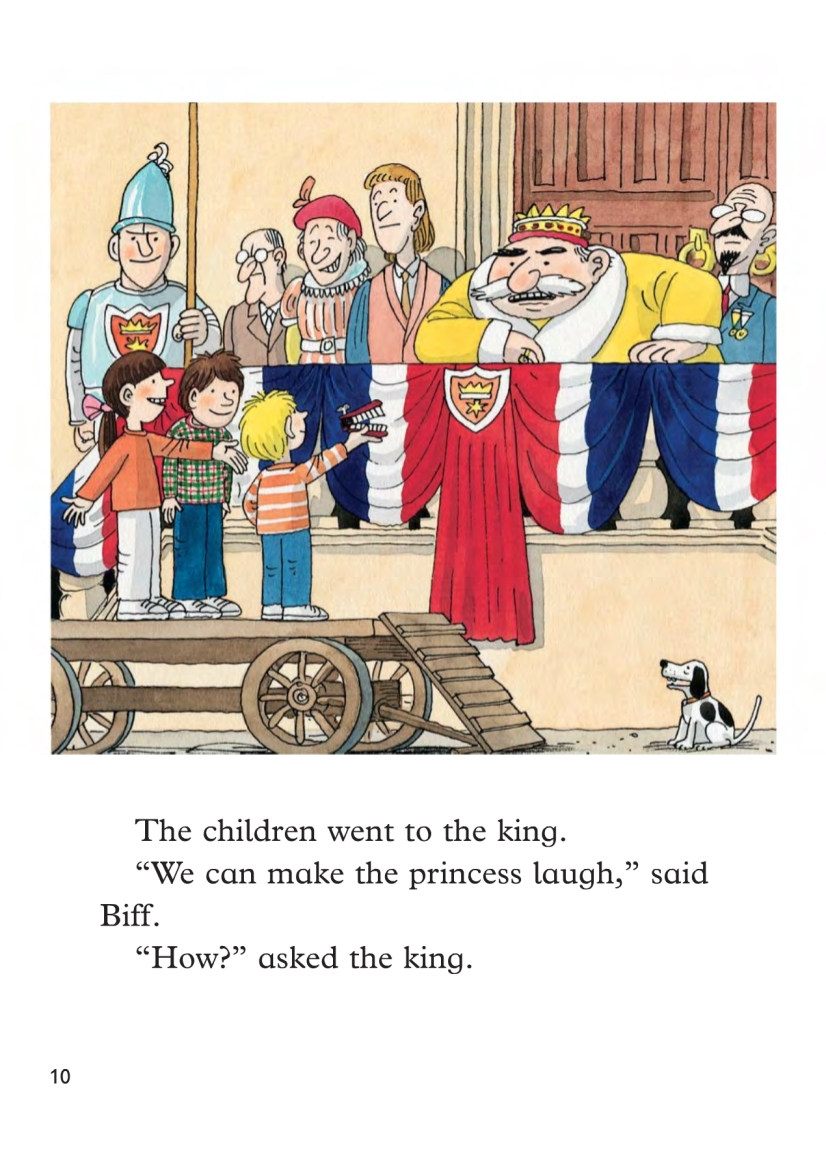 The children went to the king.
“We can make the princess laugh,” said
Biff.
“How?” asked the king.
10